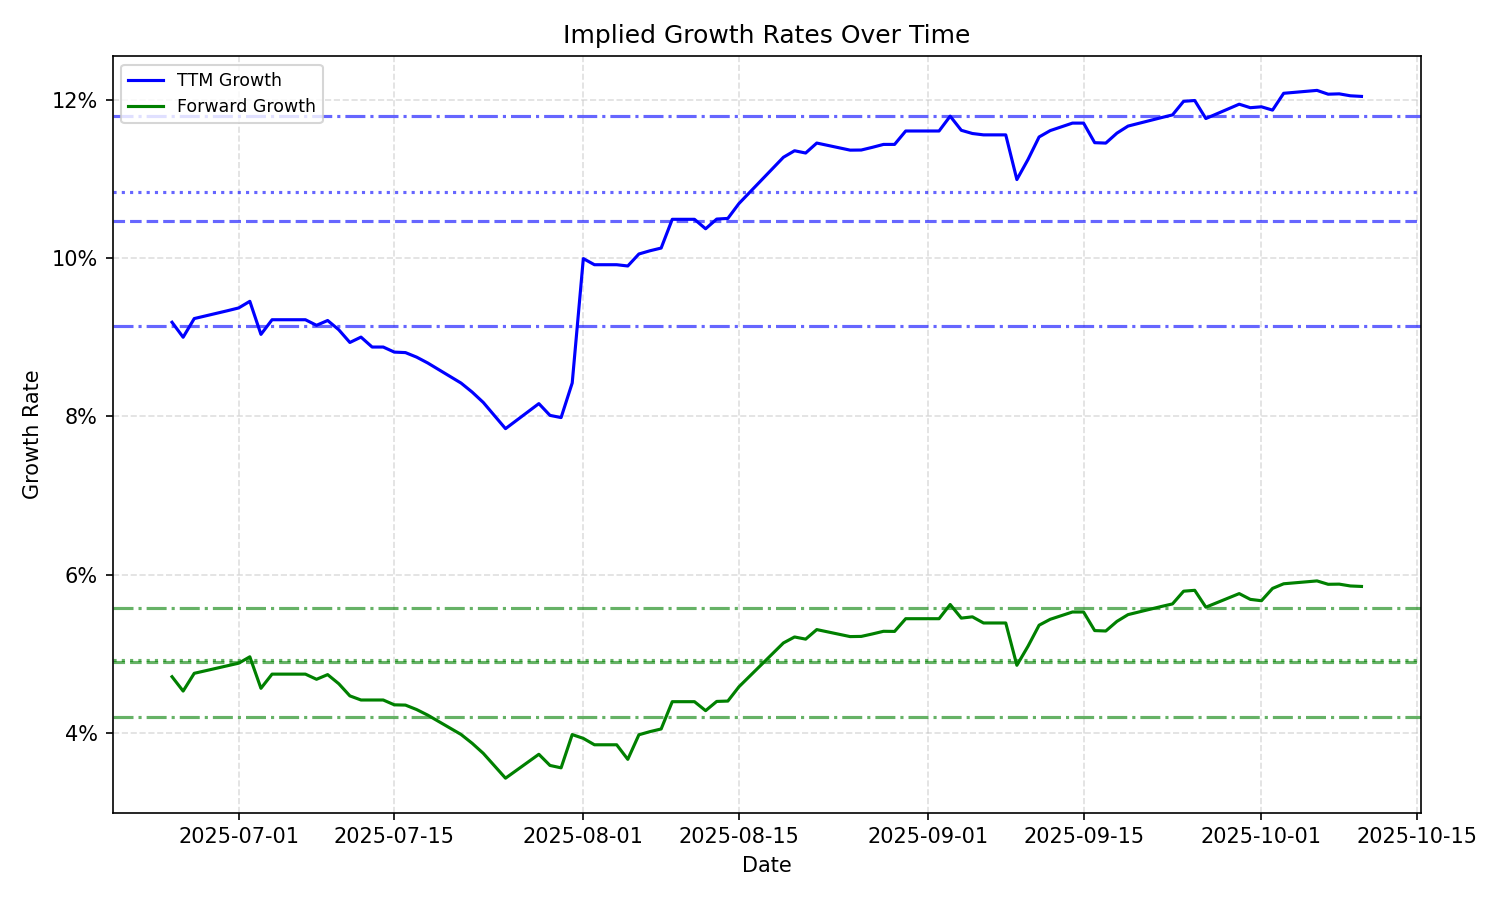 Implied Growth Rates Over Time
TTM Growth
Forward Growth
12%
10%
8%
6%
4%
Growth Rate
2025-07-01
2025-07-15
2025-08-01
2025-08-15
2025-09-01
2025-09-15
2025-10-01
2025-10-15
Date